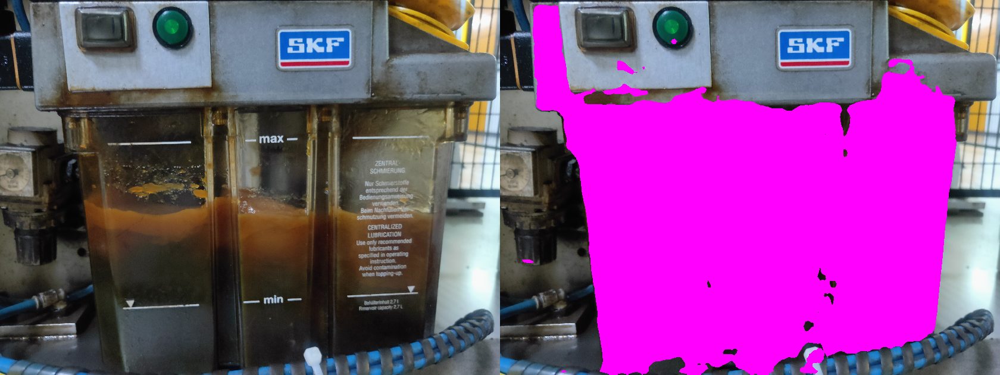 SKF
SKF
max
ZENTRAL-
SCHMIERUNG
Nur Schmierstoffe
entsprechend der
Bedienungsanweisung
verwenden.
Beim Nachfüllen Ver-
schmutzung vermeiden.
CENTRALIZED
LUBRICATION
Use only recommended
lubricants as
specified in operating
instruction.
Avoid contamination
when topping-up.
min
Behälterinhalt 2,7 l
Reservoir capacity 2,7 L